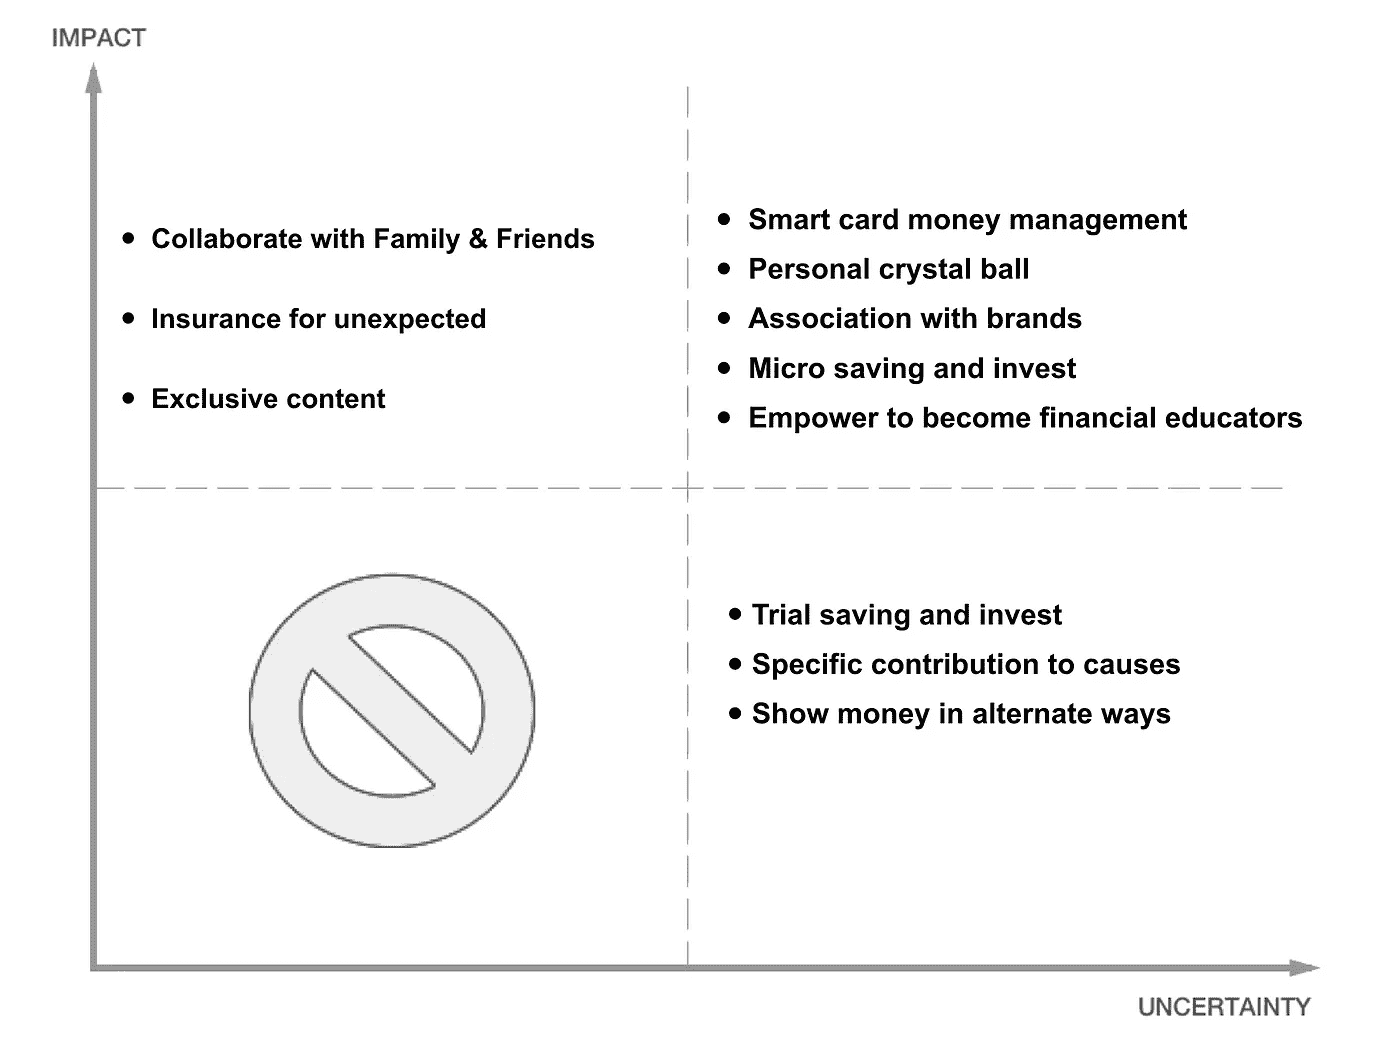 IMPACT
• Collaborate with Family & Friends
• Insurance for unexpected
• Exclusive content
• Smart card money management
• Personal crystal ball
• Association with brands
• Micro saving and invest
• Empower to become financial educators
• Trial saving and invest
• Specific contribution to causes
• Show money in alternate ways
UNCERTAINTY